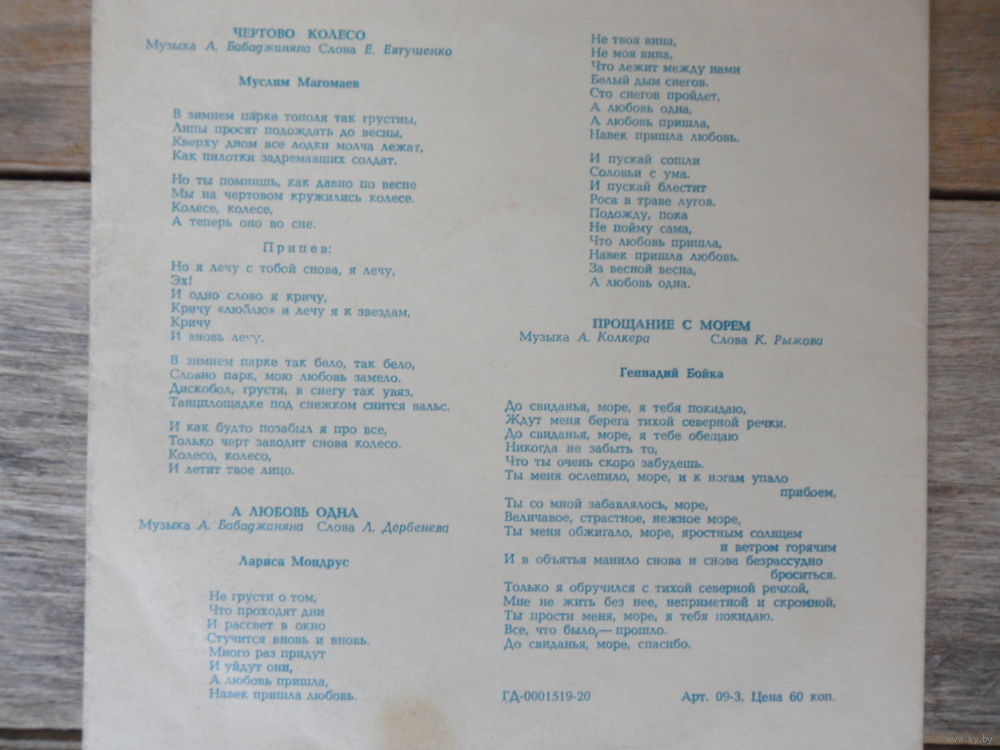 ЧЕРТОВО КОЛЕСО
Музыка А. Бабаджаняна Слова Е. Евтушенко
Муслим Магомаев
В зимнем парке тополя так грустны,
Липы просят подождать до весны,
Кверху дном все лодки молча лежат,
Как пилотки задремавших солдат.
Но ты помнишь, как давно по весне
Мы на чертовом кружились колесе.
Колесе, колесе,
А теперь оно во сне.
Припев:
Но я лечу с тобой снова, я лечу,
Эх!
И одно слово я кричу,
Кричу «люблю» и лечу я к звездам,
Кричу
И вновь лечу.
В зимнем парке так бело, так бело,
Словно парк, мою любовь замело.
Дискобол, грустя, в снегу так увяз,
Танцплощадке под снежком снится вальс.
И как будто позабыл я про все,
Только черт заводит снова колесо.
Колесо, колесо,
И летит твое лицо.
А ЛЮБОВЬ ОДНА
Музыка А. Бабаджаняна Слова Л. Дербенева
Лариса Мондрус
Не грусти о том,
Что проходят дни
И рассвет в окно
Стучится вновь и вновь.
Много раз придут
И уйдут они,
А любовь пришла,
Навек пришла любовь.
Не твоя вина,
Не моя вина,
Что лежит между нами
Белый дым снегов.
Сто снегов пройдет,
А любовь одна,
А любовь пришла,
Навек пришла любовь.
И пускай сошли
Соловьи с ума.
И пускай блестит
Роса в траве лугов.
Подожду, пока
Не пойму сама,
Что любовь пришла,
Навек пришла любовь.
За весной весна,
А любовь одна.
ПРОЩАНИЕ С МОРЕМ
Музыка А. Колкера Слова К. Рыжова
Геннадий Бойка
До свиданья, море, я тебя покидаю,
Ждут меня берега тихой северной речки.
До свиданья, море, я тебе обещаю
Никогда не забыть то,
Что ты очень скоро забудешь.
Ты меня ослепило, море, и к ногам упало
прибоем,
Ты со мной забавлялось, море,
Величавое, страстное, нежное море,
Ты меня обжигало, море, яростным солнцем
и ветром горячим
И в объятья манило снова и снова безрассудно
броситься.
Только я обручился с тихой северной речкой,
Мне не жить без нее, неприметной и скромной.
Ты прости меня, море, я тебя покидаю.
Все, что было,— прошло.
До свиданья, море, спасибо.
ГД-0001519-20 Арт. 09-3. Цена 60 коп.
www.ay.by